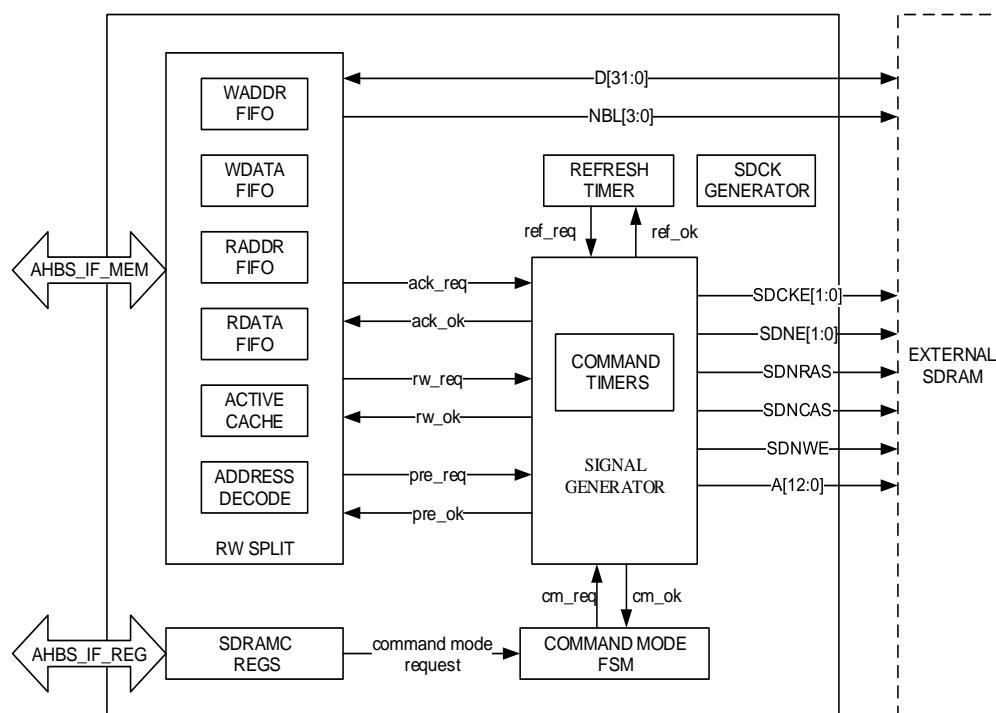 D[31:0]
WADDR
FIFO
NBL[3:0]
WDATA
FIFO
REFRESH
TIMER
SDCK
GENERATOR
RADDR
FIFO
ref_req
ref_ok
AHBS_IF_MEM
ack_req
SDCKE[1:0]
RDATA
FIFO
ack_ok
SDNE[1:0]
COMMAND
TIMERS
EXTERNAL
SDRAM
rw_req
SDNRAS
ACTIVE
CACHE
rw_ok
SDNCAS
SDNWE
ADDRESS
DECODE
pre_req
SIGNAL
GENERATOR
A[12:0]
pre_ok
RW SPLIT
cm_req
cm_ok
AHBS_IF_REG
SDRAMC
REGS
command mode
request
COMMAND MODE
FSM